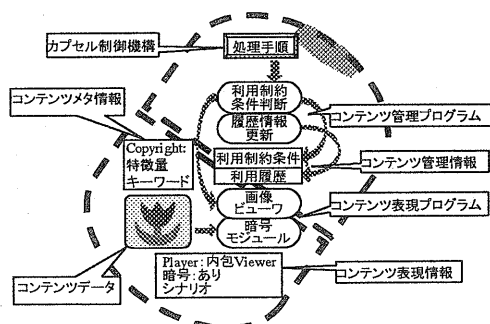 カプセル制御機構
処理手順
コンテンツメタ情報
利用制約
条件判断
履歴情報
更新
コンテンツ管理プログラム
Copyright:
特徴量
キーワード
利用制約条件
利用履歴
コンテンツ管理情報
画像
ビューワ
暗号
モジュール
コンテンツ表現プログラム
Player:内包Viewer
暗号:あり
シナリオ
コンテンツ表現情報
コンテンツデータ